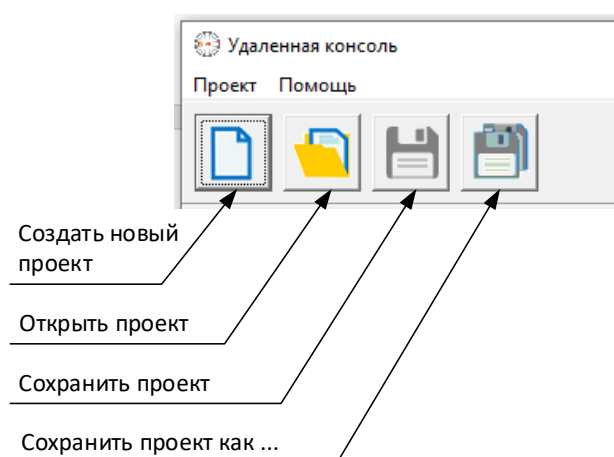 Удаленная консоль
Проект Помощь
Создать новый
проект
Открыть проект
Сохранить проект
Сохранить проект как ...